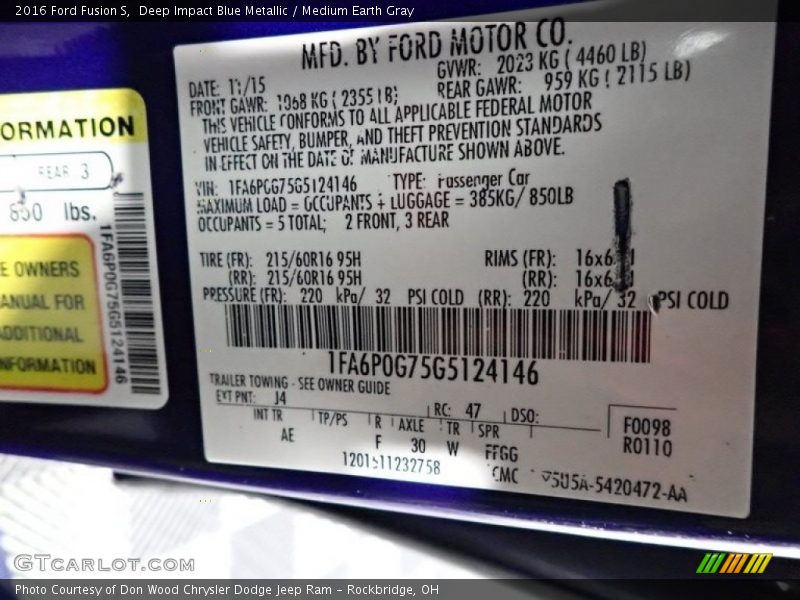 2016 Ford Fusion S,  Deep Impact Blue Metallic / Medium Earth Gray
MFD. BY FORD MOTOR CO.
DATE: 11/15
GVWR: 2023 KG ( 4460 LB)
FRONT GAWR: 1068 KG ( 2355 LB)
REAR GAWR: 959 KG ( 2115 LB)
THIS VEHICLE CONFORMS TO ALL APPLICABLE FEDERAL MOTOR
VEHICLE SAFETY, BUMPER, AND THEFT PREVENTION STANDARDS
IN EFFECT ON THE DATE OF MANUFACTURE SHOWN ABOVE.
VIN: 1FA6P0G75G5124146 TYPE: Passenger Car
MAXIMUM LOAD = OCCUPANTS + LUGGAGE = 385KG/ 850LB
OCCUPANTS = 5 TOTAL; 2 FRONT, 3 REAR
TIRE (FR): 215/60R16 95H RIMS (FR):
(RR): 215/60R16 95H (RR):
PRESSURE (FR): 220 kPa/ 32 PSI COLD (RR): 220 kPa/ 32 PSI COLD
1FA6P0G75G5124146
TRAILER TOWING - SEE OWNER GUIDE
EXT PNT: J4 RC: 47 DSO:
INT TR TP/PS R AXLE TR SPR
AE F 30 W FFGG
F0098
R0110
1201511232758
CMC
ORMATION
REAR 3
850 lbs.
E OWNERS
ANUAL FOR
ADDITIONAL
NFORMATION
1FA6P0G75G5124146
GTCARLOT.COM
Photo Courtesy of Don Wood Chrysler Dodge Jeep Ram - Rockbridge, OH